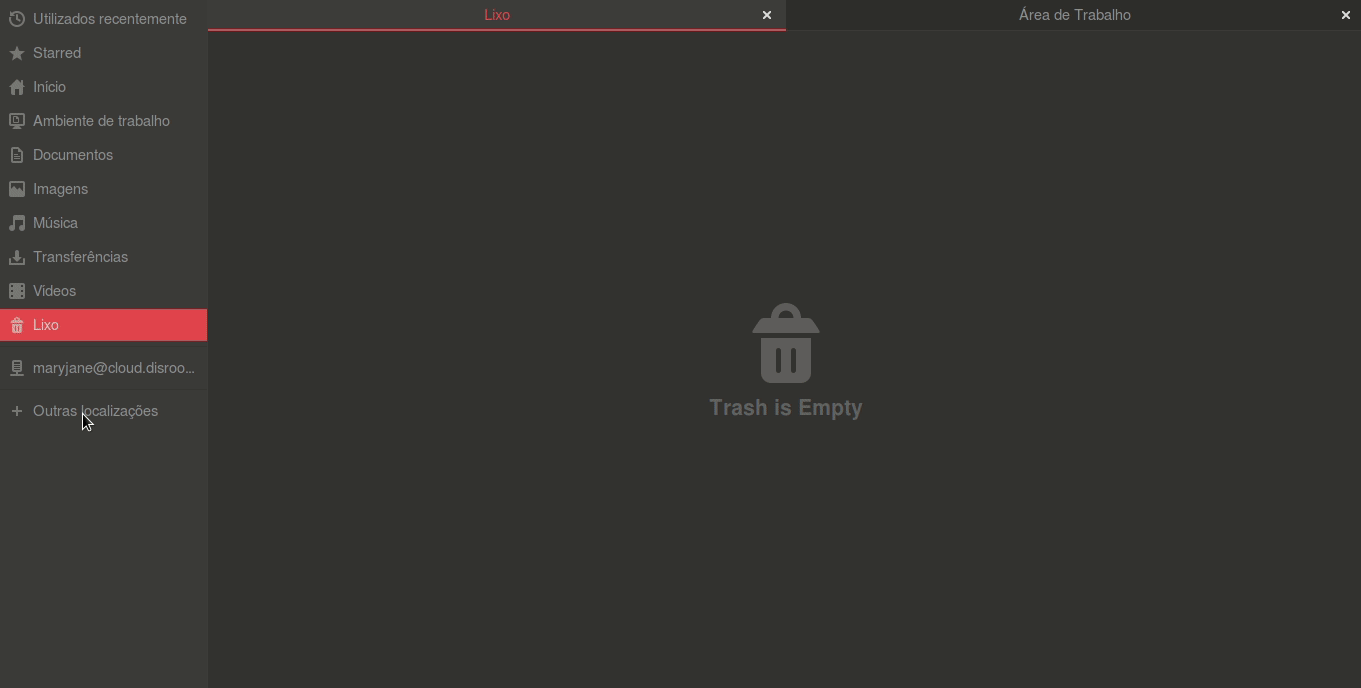 Utilizados recentemente
Starred
Início
Ambiente de trabalho
Documentos
Imagens
Música
Transferências
Videos
Lixo
maryjane@cloud.disroo...
Outras localizações
Lixo
Área de Trabalho
Trash is Empty